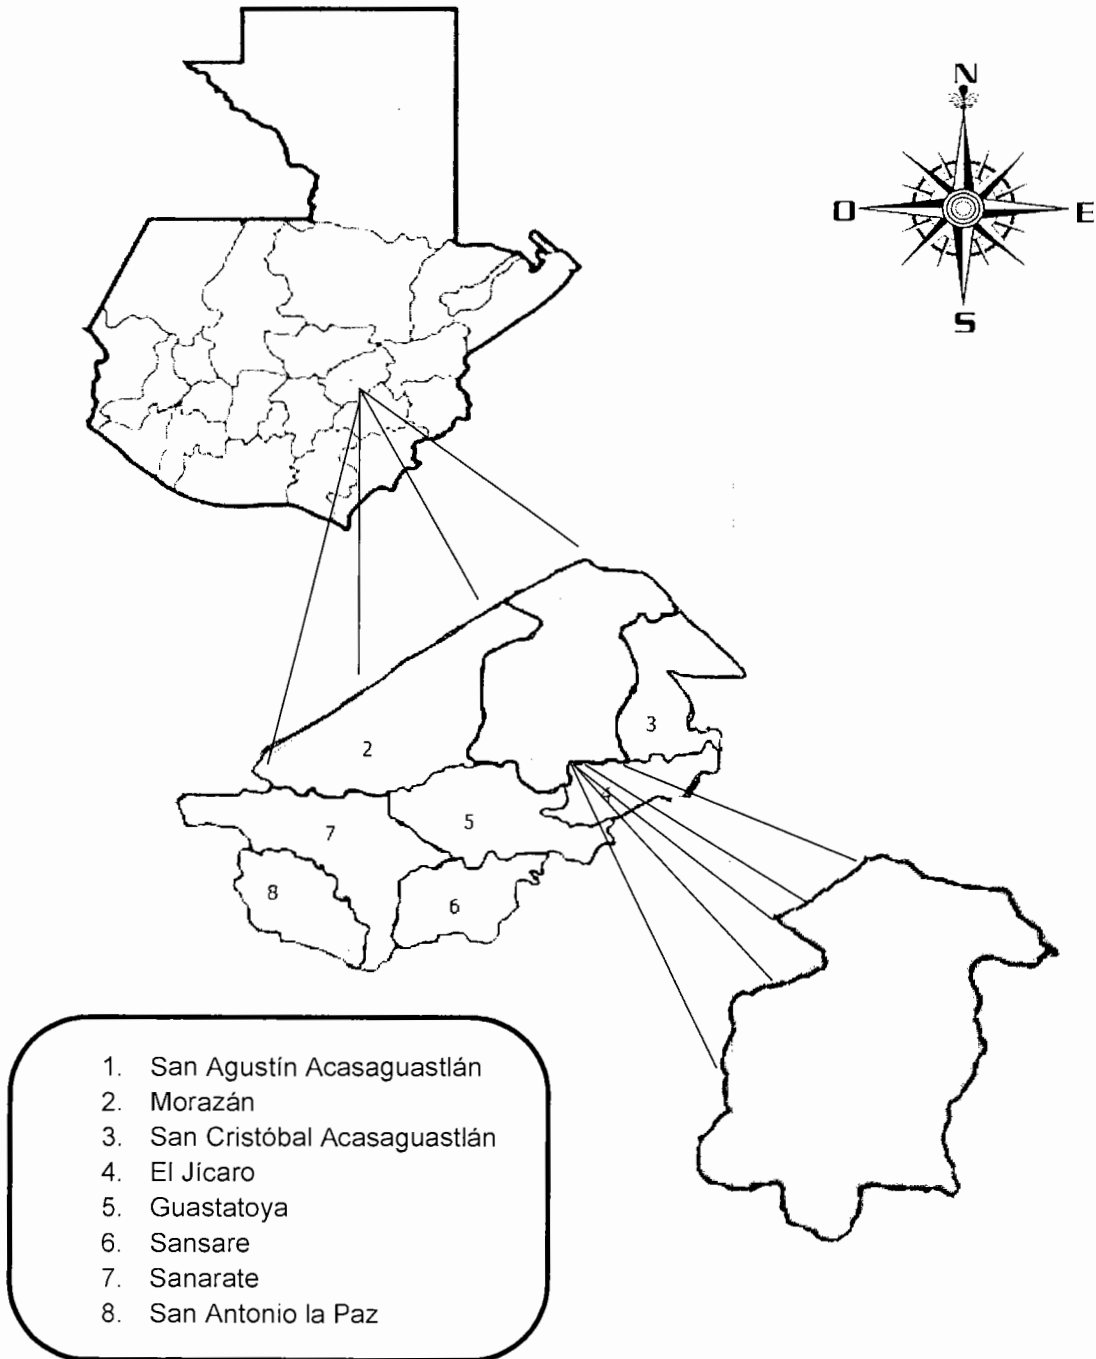 N
O
E
S
2
3
4
5
7
8
6
1. San Agustín Acasaguastlán
2. Morazán
3. San Cristóbal Acasaguastlán
4. El Jícaro
5. Guastatoya
6. Sansare
7. Sanarate
8. San Antonio la Paz